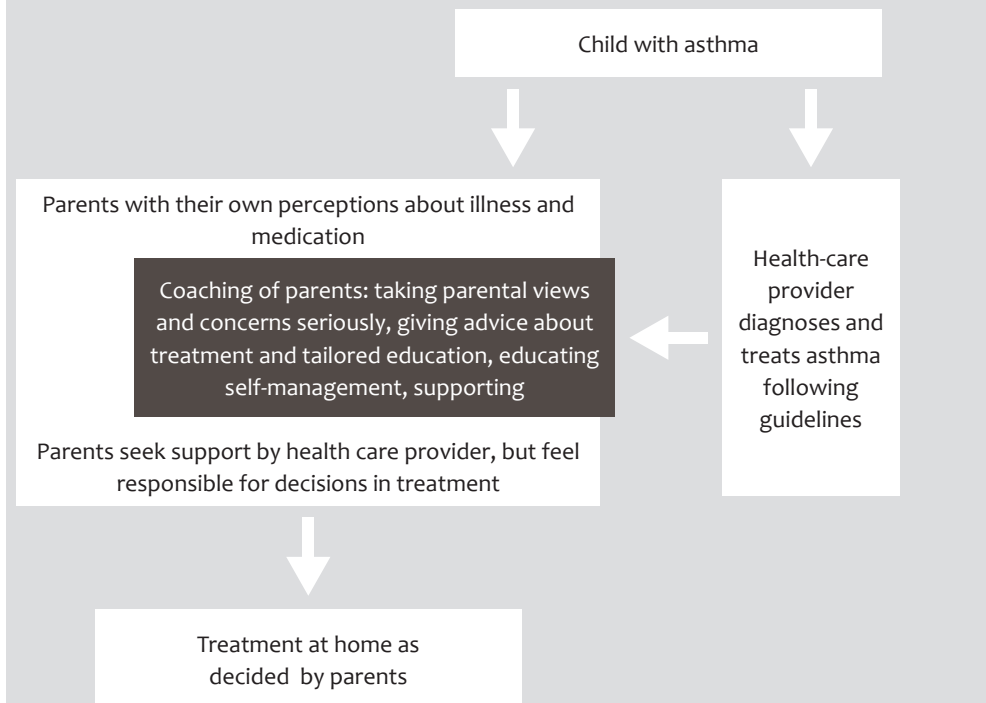 Child with asthma
Parents with their own perceptions about illness and
medication
Coaching of parents: taking parental views
and concerns seriously, giving advice about
treatment and tailored education, educating
self-management, supporting
Parents seek support by health care provider, but feel
responsible for decisions in treatment
Health-care
provider
diagnoses and
treats asthma
following
guidelines
Treatment at home as
decided by parents